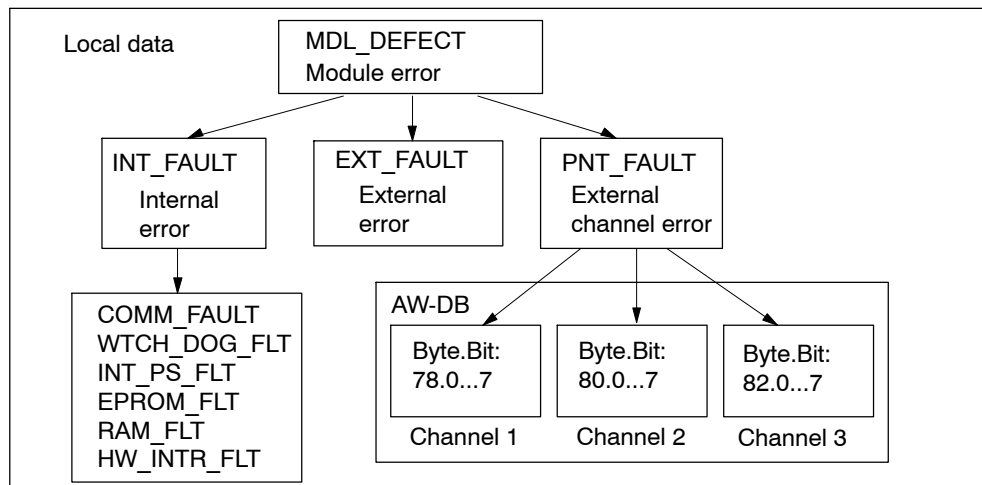 Local data
MDL_DEFECT
Module error
INT_FAULT
Internal
error
EXT_FAULT
External
error
PNT_FAULT
External
channel error
COMM_FAULT
WTCH_DOG_FLT
INT_PS_FLT
EPROM_FLT
RAM_FLT
HW_INTR_FLT
AW-DB
Byte.Bit:
78.0...7
Channel 1
Byte.Bit:
80.0...7
Channel 2
Byte.Bit:
82.0...7
Channel 3